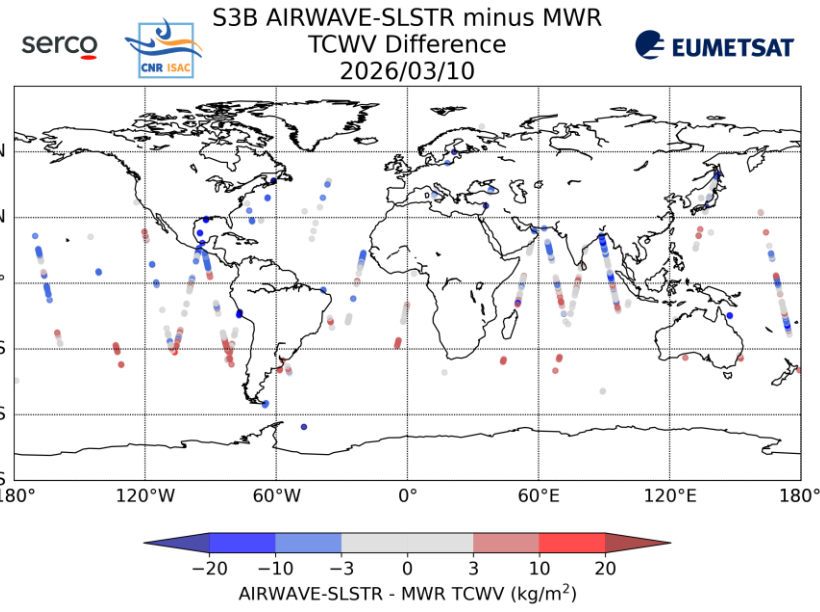 S3B AIRWAVE-SLSTR minus MWR
TCWV Difference
2026/03/10
serco
CNR ISAC
EUMETSAT
N
N
°
S
S
S
180° 120°W 60°W 0° 60°E 120°E 180°
−20 −10 −3 0 3 10 20
AIRWAVE-SLSTR - MWR TCWV (kg/m²)